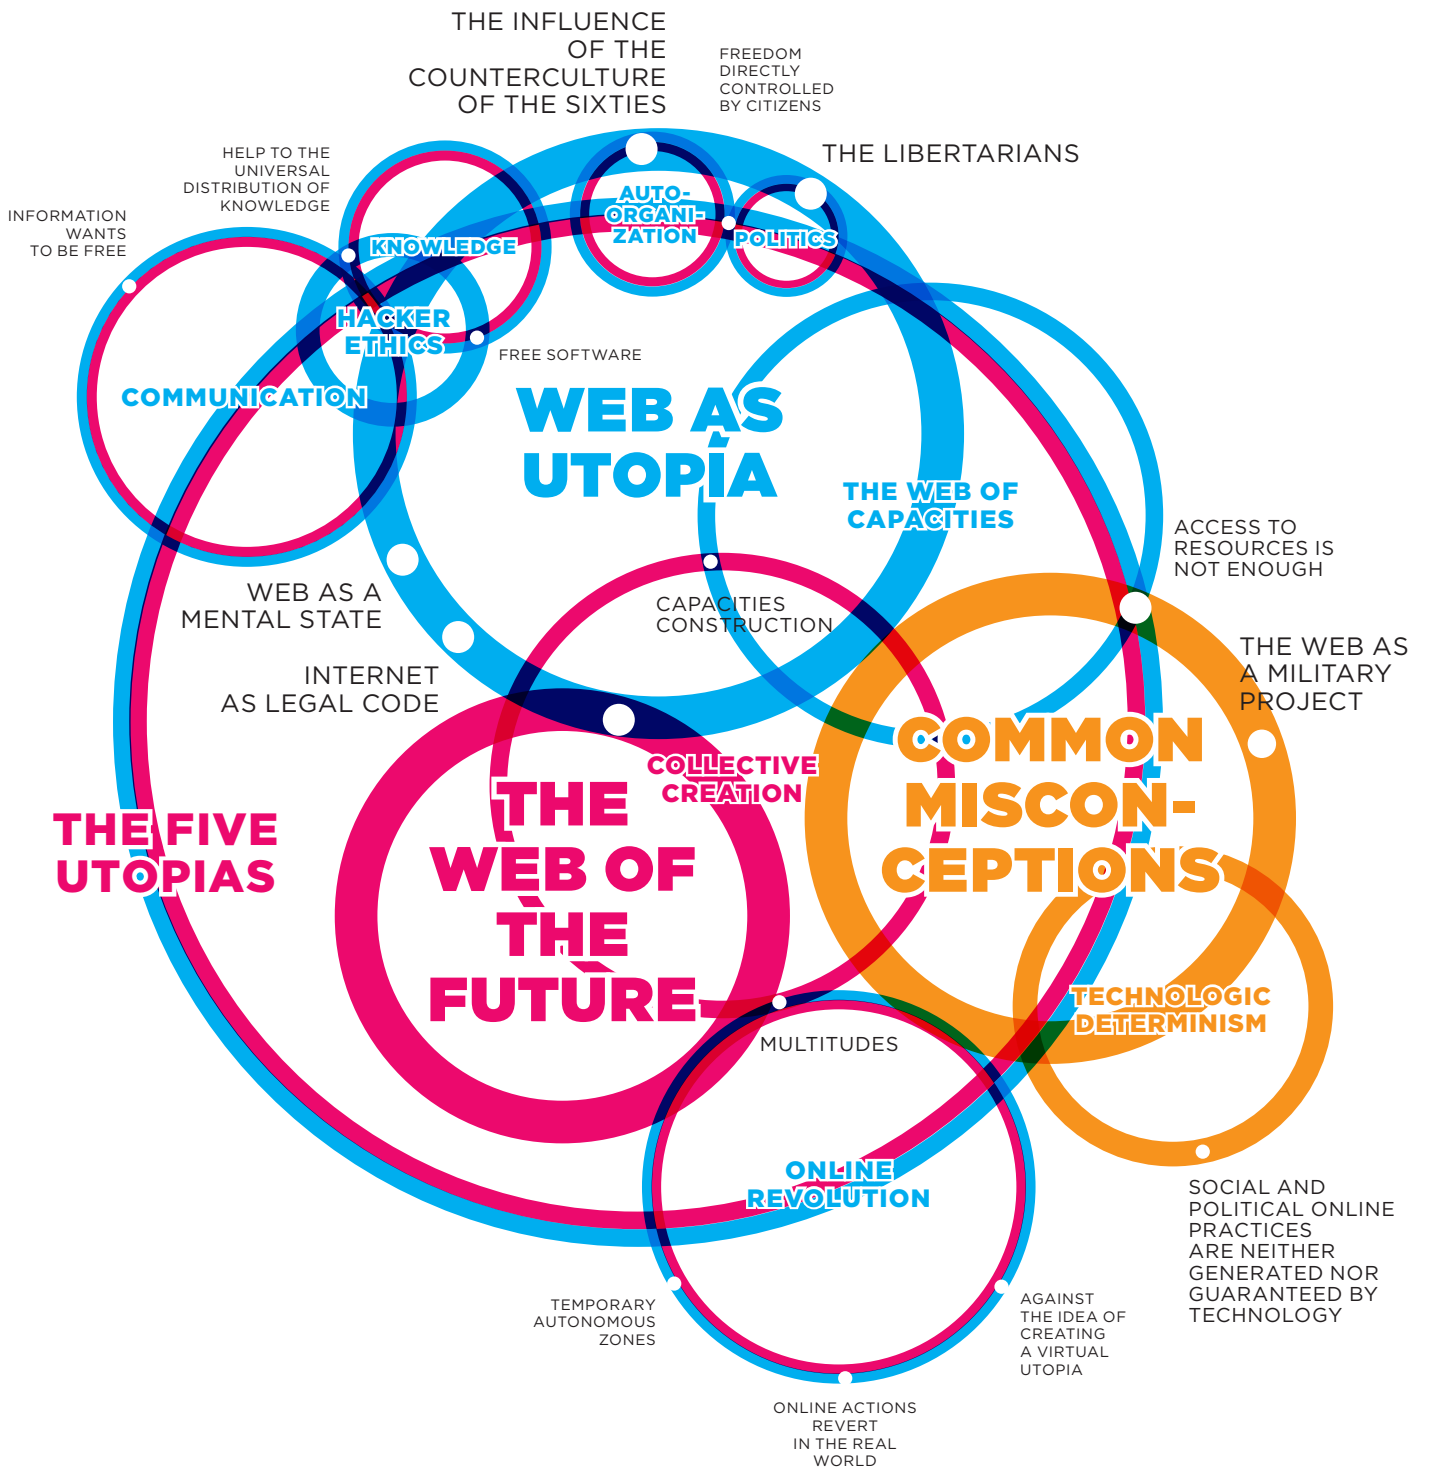 THE INFLUENCE
OF THE
COUNTERCULTURE
OF THE SIXTIES
FREEDOM
DIRECTLY
CONTROLLED
BY CITIZENS
THE LIBERTARIANS
HELP TO THE
UNIVERSAL
DISTRIBUTION OF
KNOWLEDGE
INFORMATION
WANTS
TO BE FREE
AUTO-
ORGANI-
ZATION
POLITICS
KNOWLEDGE
HACKER
ETHICS
FREE SOFTWARE
COMMUNICATION
WEB AS
UTOPIA
THE WEB OF
CAPACITIES
ACCESS TO
RESOURCES IS
NOT ENOUGH
WEB AS A
MENTAL STATE
CAPACITIES
CONSTRUCTION
INTERNET
AS LEGAL CODE
THE WEB AS
A MILITARY
PROJECT
COMMON
MISCON-
CEPTIONS
COLLECTIVE
CREATION
THE
WEB OF
THE
FUTURE
THE FIVE
UTOPIAS
TECHNOLOGIC
DETERMINISM
MULTITUDES
ONLINE
REVOLUTION
SOCIAL AND
POLITICAL ONLINE
PRACTICES
ARE NEITHER
GENERATED NOR
GUARANTEED BY
TECHNOLOGY
TEMPORARY
AUTONOMOUS
ZONES
AGAINST
THE IDEA OF
CREATING
A VIRTUAL
UTOPIA
ONLINE ACTIONS
REVERT
IN THE REAL
WORLD